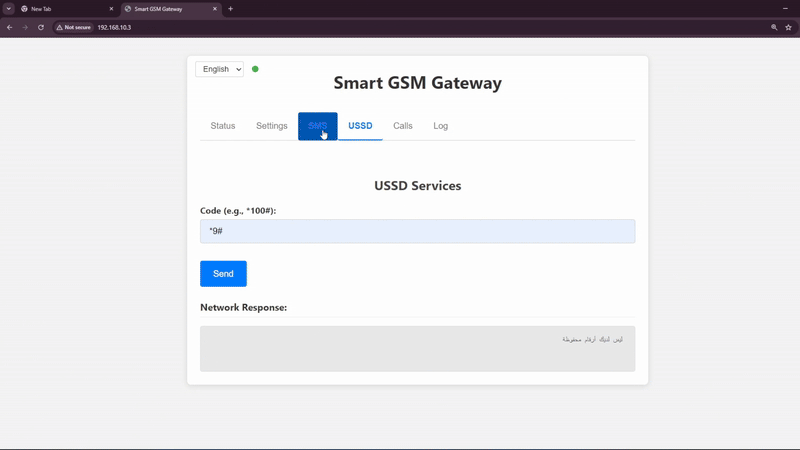 New Tab
Smart GSM Gateway
Not secure
192.168.10.3
English
Smart GSM Gateway
Status
Settings
SMS
USSD
Calls
Log
USSD Services
Code (e.g., *100#):
*9#
Send
Network Response:
ليس لديك أرقام محفوظة